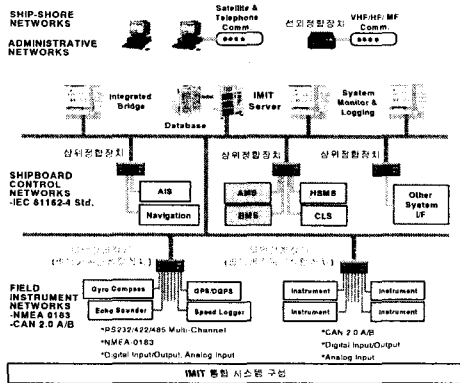 SHIP-SHORE
NETWORKS
ADMINISTRATIVE
NETWORKS
Satellite &
Telephone
Comm.
선외정합장치
VHF/HF/MF
Comm.
Integrated
Bridge
Database
IMIT
Server
System
Monitor &
Logging
상위정합장치
상위정합장치
상위정합장치
SHIPBOARD
CONTROL
NETWORKS
-IEC 61162-4 Std.
AIS
Navigation
AMS
HSMS
BMS
CLS
Other
System
I/F
FIELD
INSTRUMENT
NETWORKS
-NMEA 0183
-CAN 2.0 A/B
Gyro Compass
GPS/DGPS
Echo Sounder
Speed Logger
Instrument
Instrument
Instrument
Instrument
*RS232/422/485 Multi-Channel
*NMEA-0183
*Digital Input/Output, Analog Input
*CAN 2.0 A/B
*Digital Input/Output
*Analog Input
IMIT 통합 시스템 구성